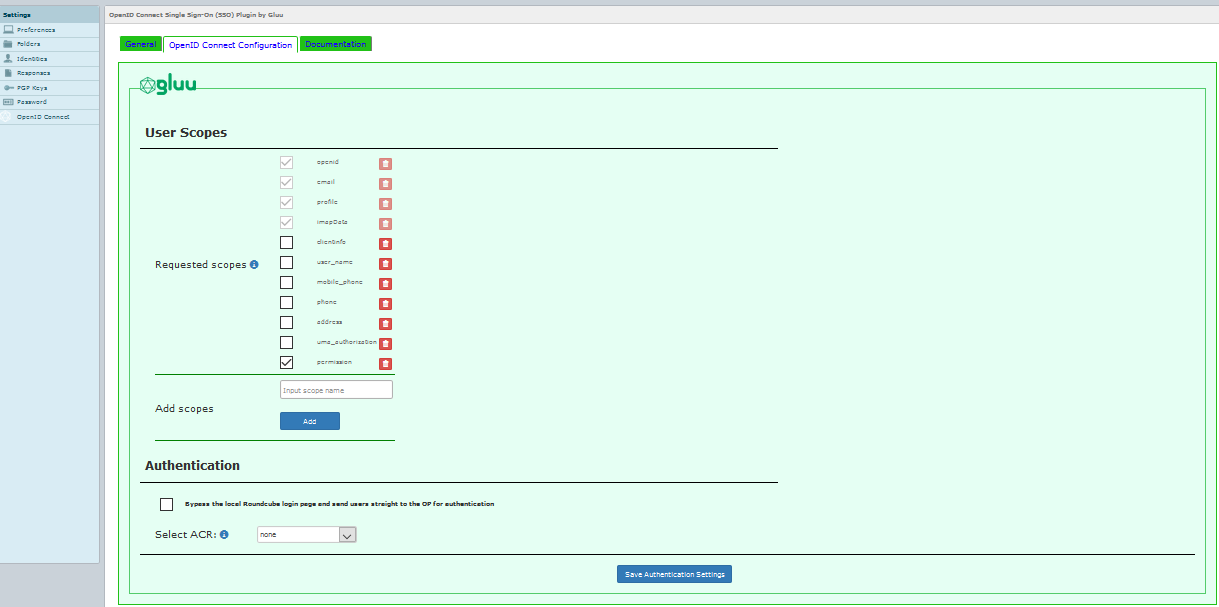 Settings
Preferences
Folders
Identities
Responses
PGP Keys
Password
OpenID Connect
OpenID Connect Single Sign-On (SSO) Plugin by Gluu
General
OpenID Connect Configuration
Documentation
gluu
User Scopes
Requested scopes
openid
email
profile
imapData
clientinfo
user_name
mobile_phone
phone
address
uma_authorization
permission
Add scopes
Input scope name
Add
Authentication
Bypass the local Roundcube login page and send users straight to the OP for authentication
Select ACR:
none
Save Authentication Settings